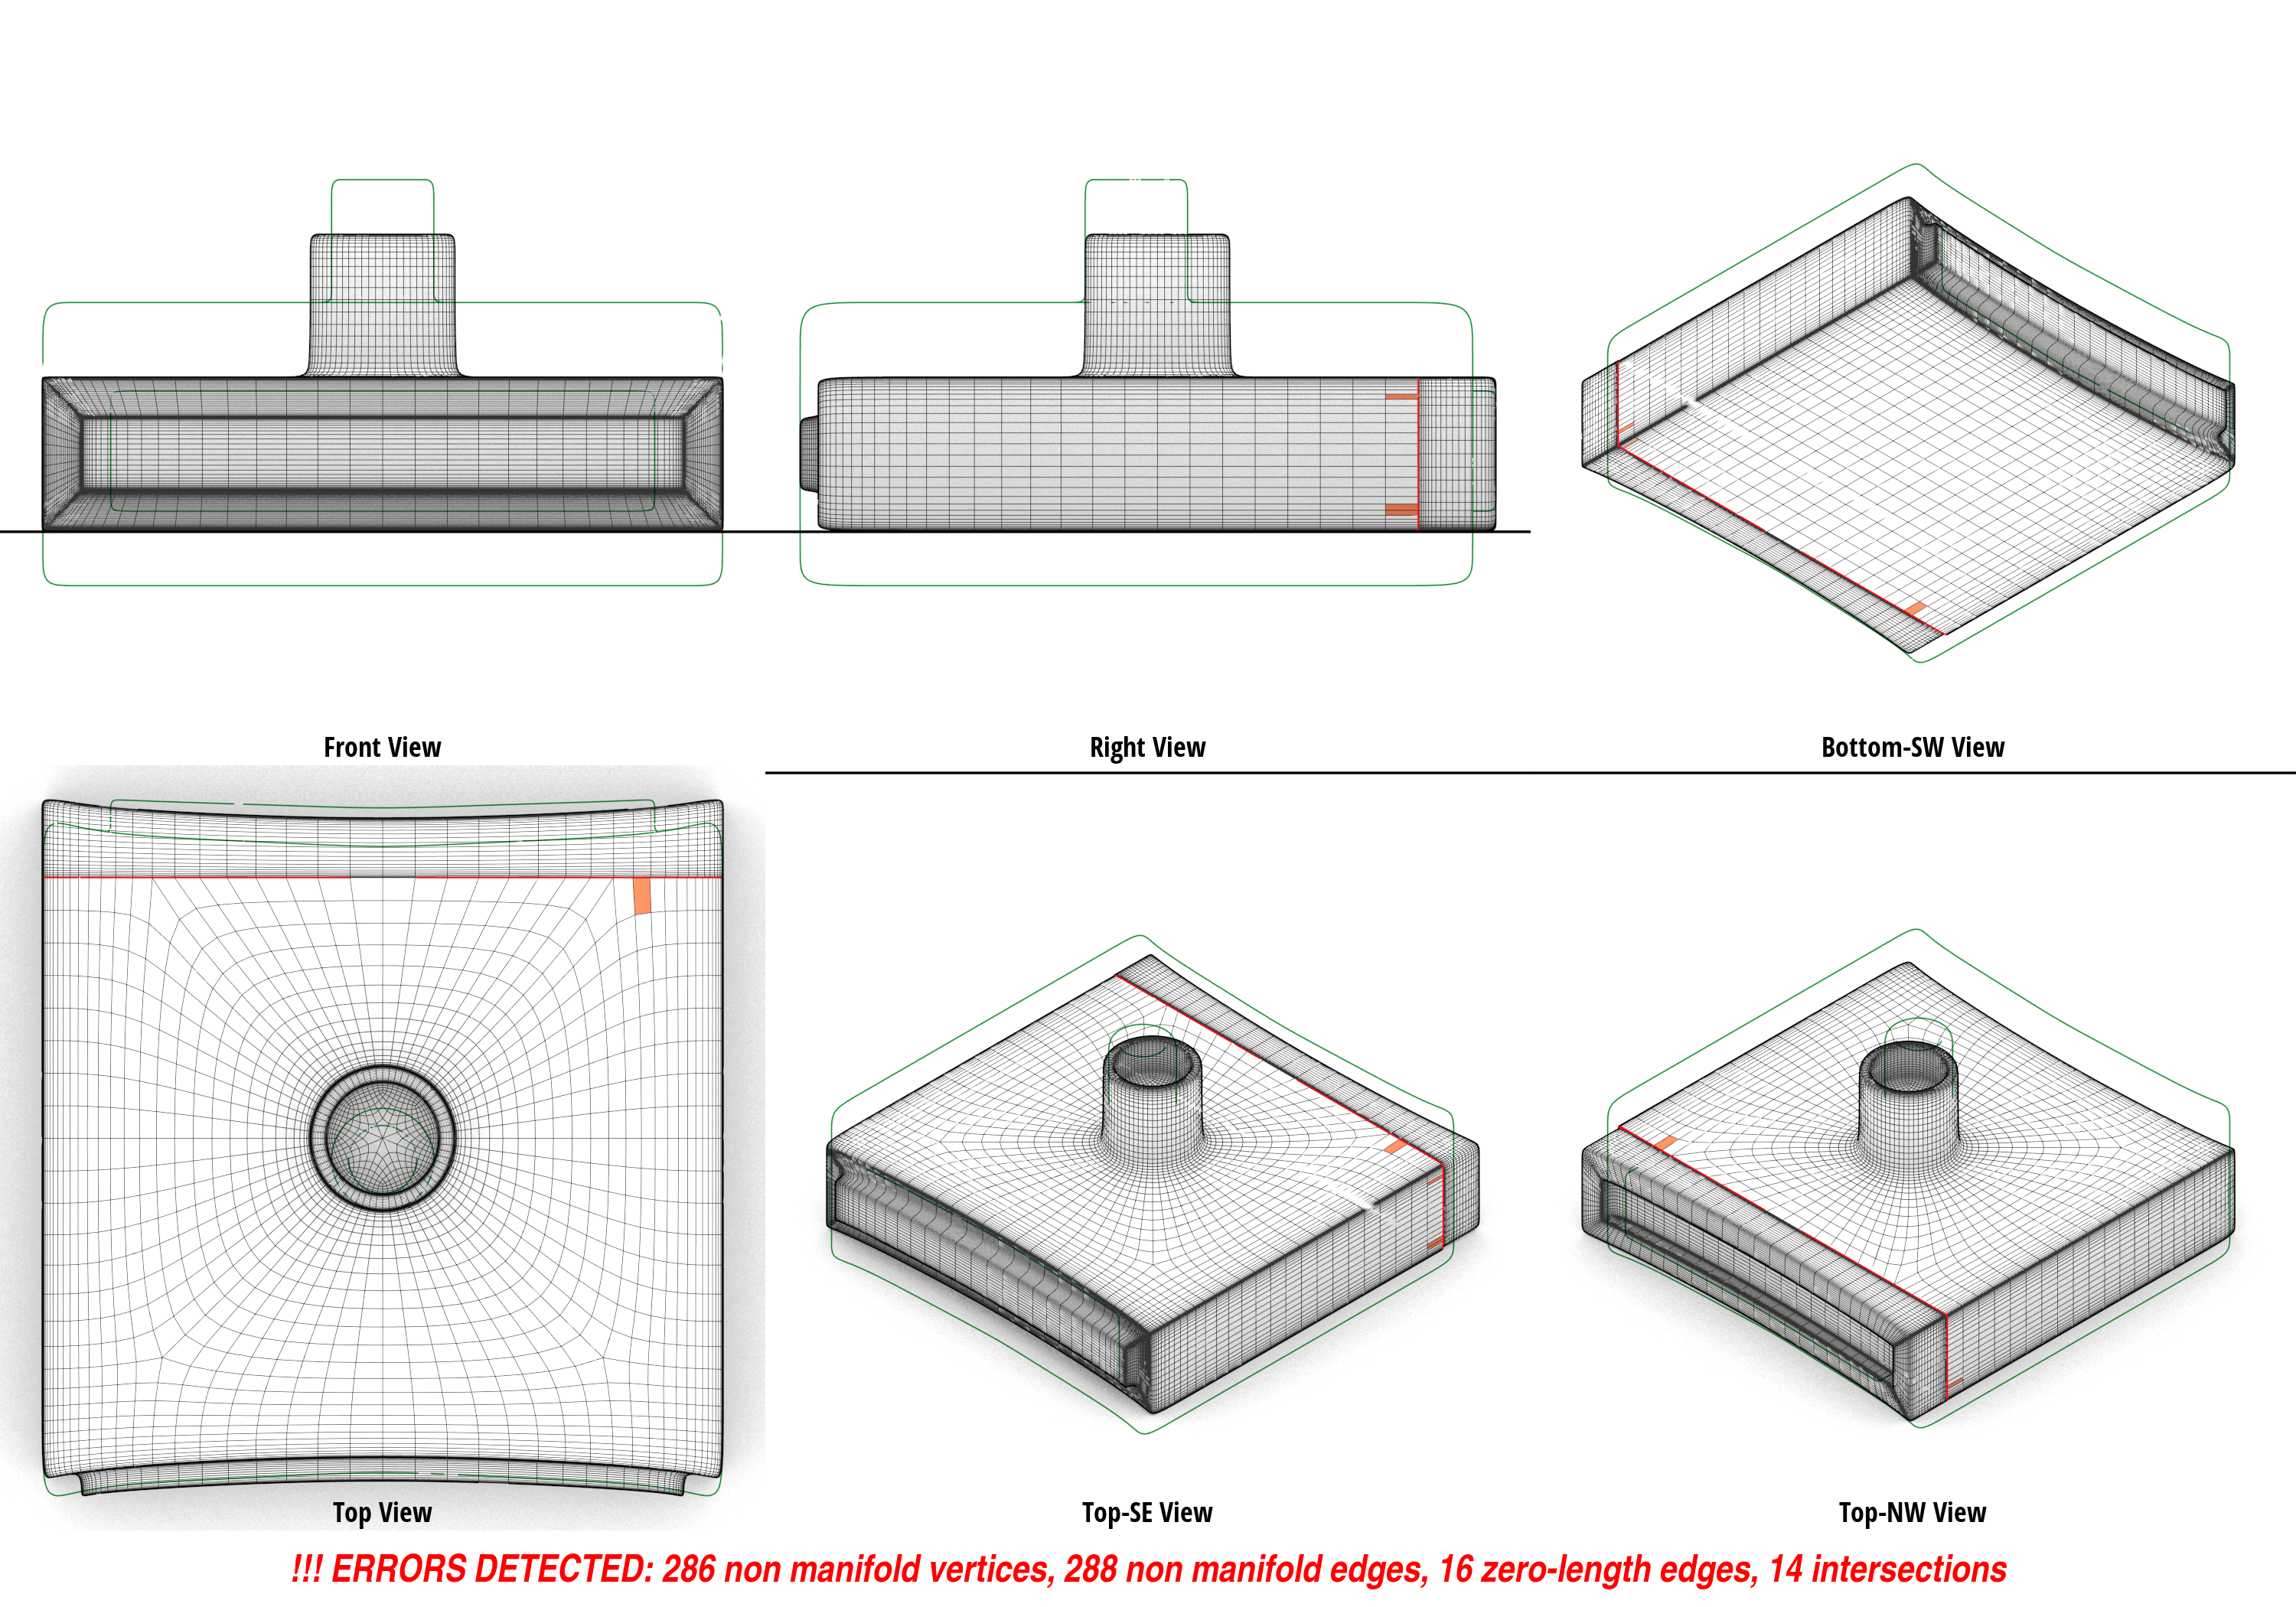 Front View
Right View
Bottom-SW View
Top View
Top-SE View
Top-NW View
!!! ERRORS DETECTED: 286 non manifold vertices, 288 non manifold edges, 16 zero-length edges, 14 intersections